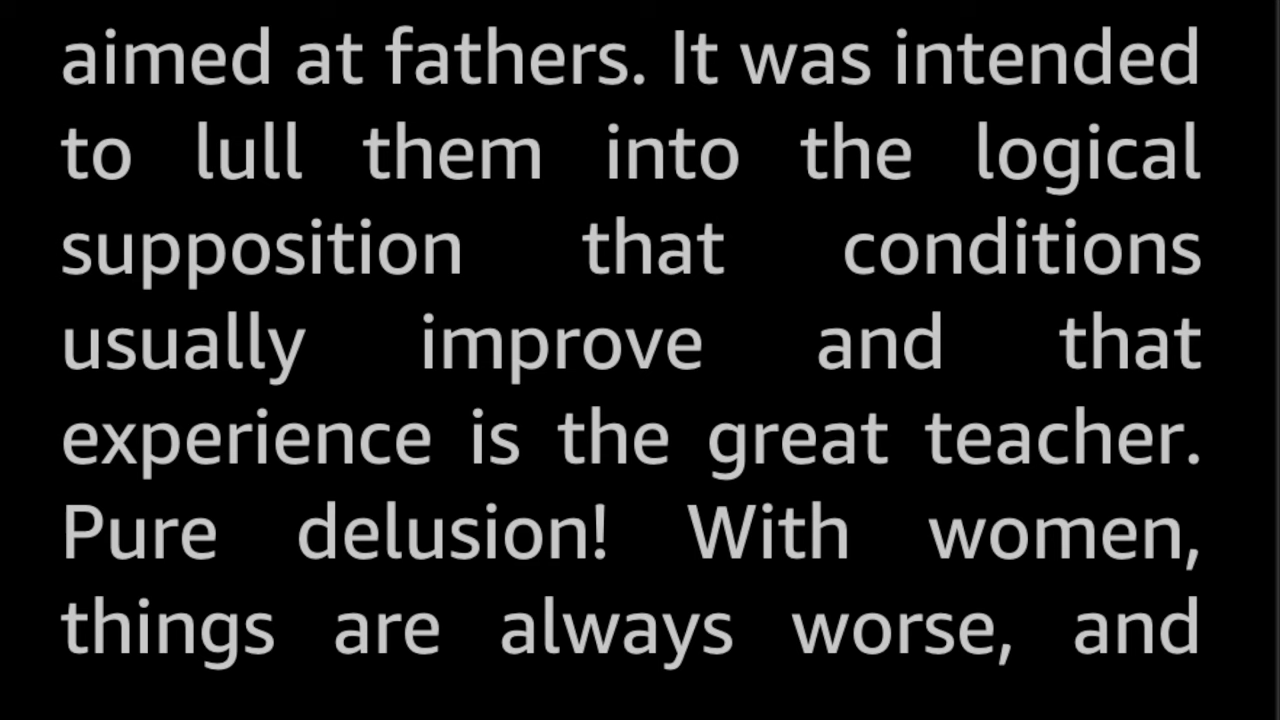 aimed at fathers. It was intended
to lull them into the logical
supposition that conditions
usually improve and that
experience is the great teacher.
Pure delusion! With women,
things are always worse, and